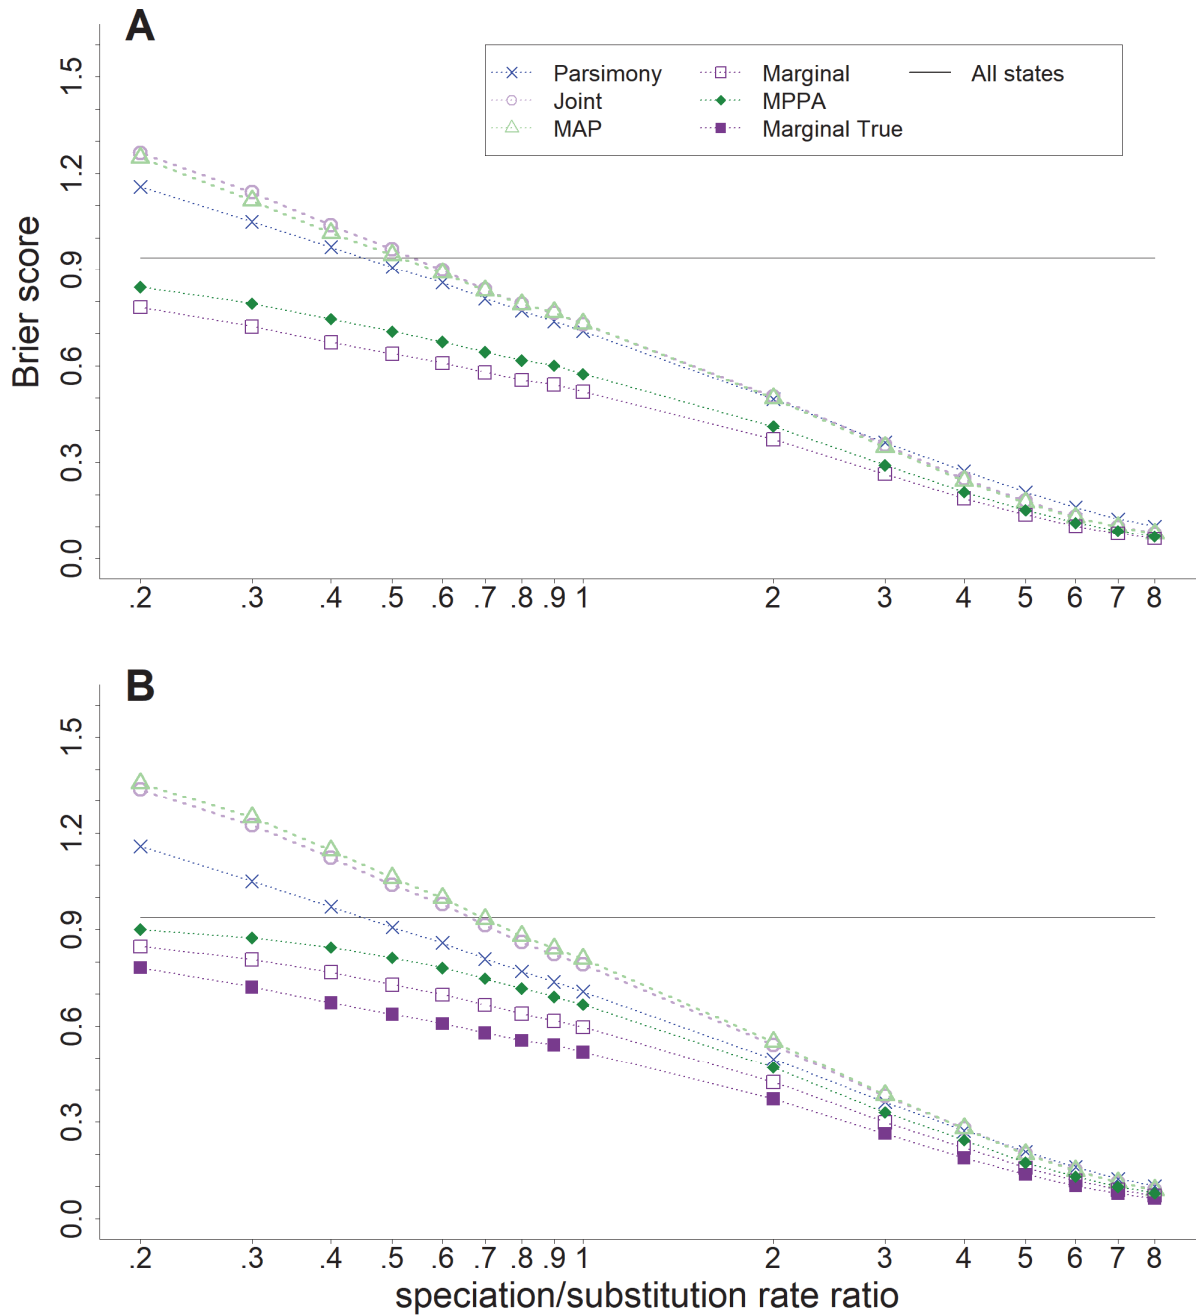 A
Parsimony Marginal All states
Joint MPPA
MAP Marginal True
Brier score
1.5
1.2
0.9
0.6
0.3
0.0
.2 .3 .4 .5 .6 .7 .8 .9 1 2 3 4 5 6 7 8
B
1.5
1.2
0.9
0.6
0.3
0.0
.2 .3 .4 .5 .6 .7 .8 .9 1 2 3 4 5 6 7 8
speciation/substitution rate ratio